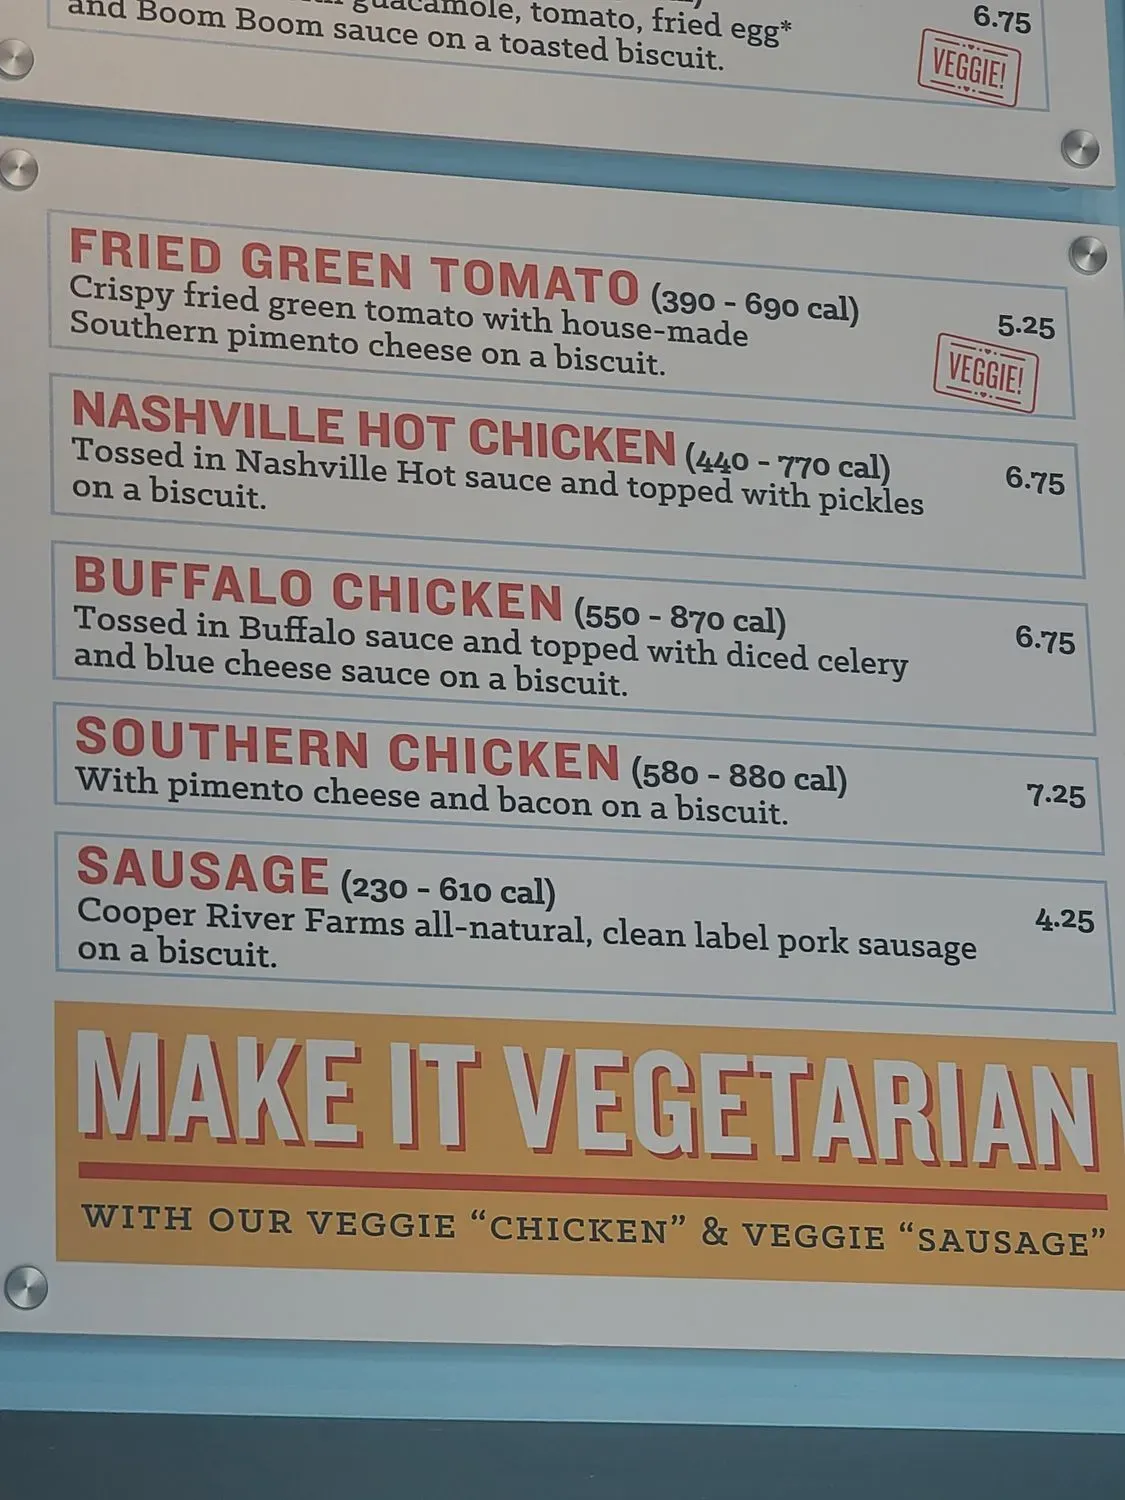 guacamole, tomato, fried egg*
and Boom Boom sauce on a toasted biscuit.
6.75
VEGGIE!
FRIED GREEN TOMATO (390 - 690 cal)
Crispy fried green tomato with house-made
Southern pimento cheese on a biscuit.
5.25
VEGGIE!
NASHVILLE HOT CHICKEN (440 - 770 cal)
Tossed in Nashville Hot sauce and topped with pickles
on a biscuit.
6.75
BUFFALO CHICKEN (550 - 870 cal)
Tossed in Buffalo sauce and topped with diced celery
and blue cheese sauce on a biscuit.
6.75
SOUTHERN CHICKEN (580 - 880 cal)
With pimento cheese and bacon on a biscuit.
7.25
SAUSAGE (230 - 610 cal)
Cooper River Farms all-natural, clean label pork sausage
on a biscuit.
4.25
MAKE IT VEGETARIAN
WITH OUR VEGGIE “CHICKEN” & VEGGIE “SAUSAGE”